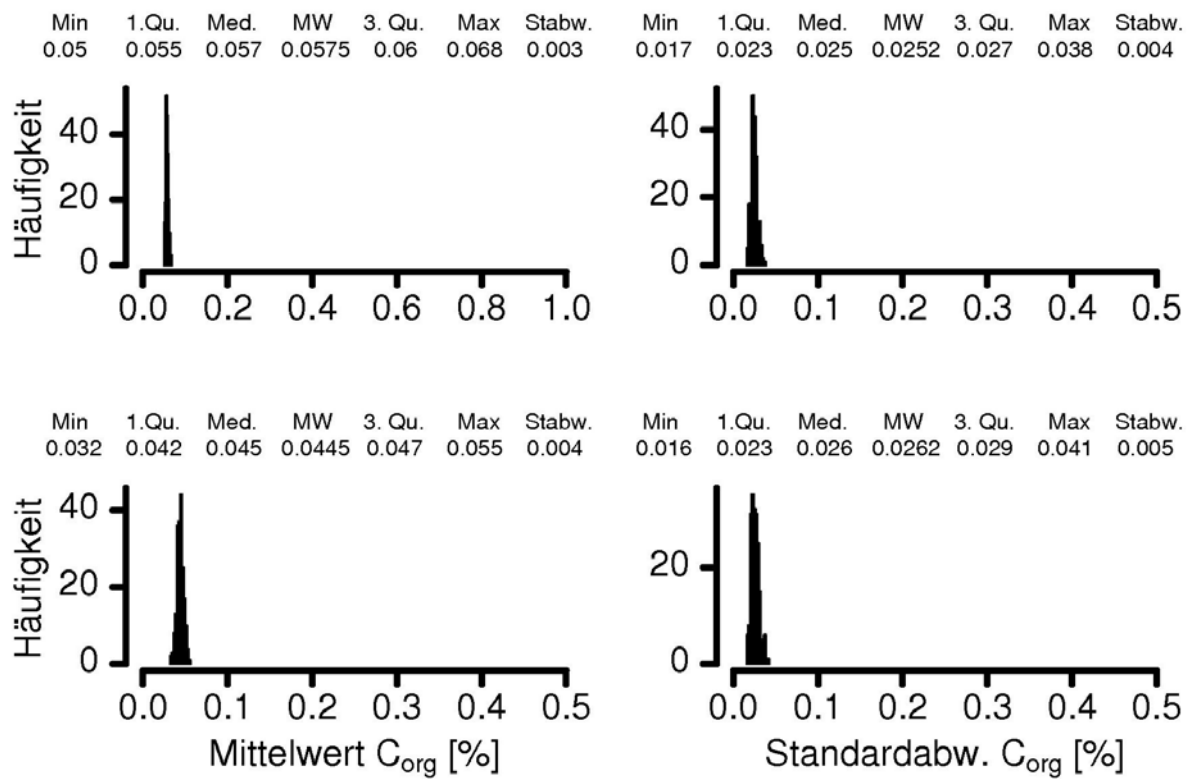 Min 1.Qu. Med. MW 3. Qu. Max Stabw.
0.05 0.055 0.057 0.0575 0.06 0.068 0.003
Min 1.Qu. Med. MW 3. Qu. Max Stabw.
0.017 0.023 0.025 0.0252 0.027 0.038 0.004
Häufigkeit
40
20
0
0.0 0.2 0.4 0.6 0.8 1.0
40
20
0
0.0 0.1 0.2 0.3 0.4 0.5
Min 1.Qu. Med. MW 3. Qu. Max Stabw.
0.032 0.042 0.045 0.0445 0.047 0.055 0.004
Min 1.Qu. Med. MW 3. Qu. Max Stabw.
0.016 0.023 0.026 0.0262 0.029 0.041 0.005
Häufigkeit
40
20
0
0.0 0.1 0.2 0.3 0.4 0.5
Mittelwert Corg [%]
20
0
0.0 0.1 0.2 0.3 0.4 0.5
Standardabw. Corg [%]